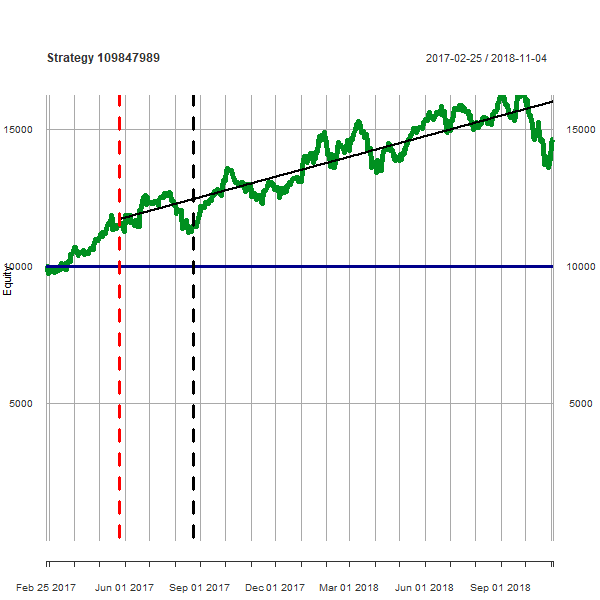 Strategy 109847989
2017-02-25 / 2018-11-04
15000
15000
10000
10000
Equity
5000
5000
Feb 25 2017
Jun 01 2017
Sep 01 2017
Dec 01 2017
Mar 01 2018
Jun 01 2018
Sep 01 2018